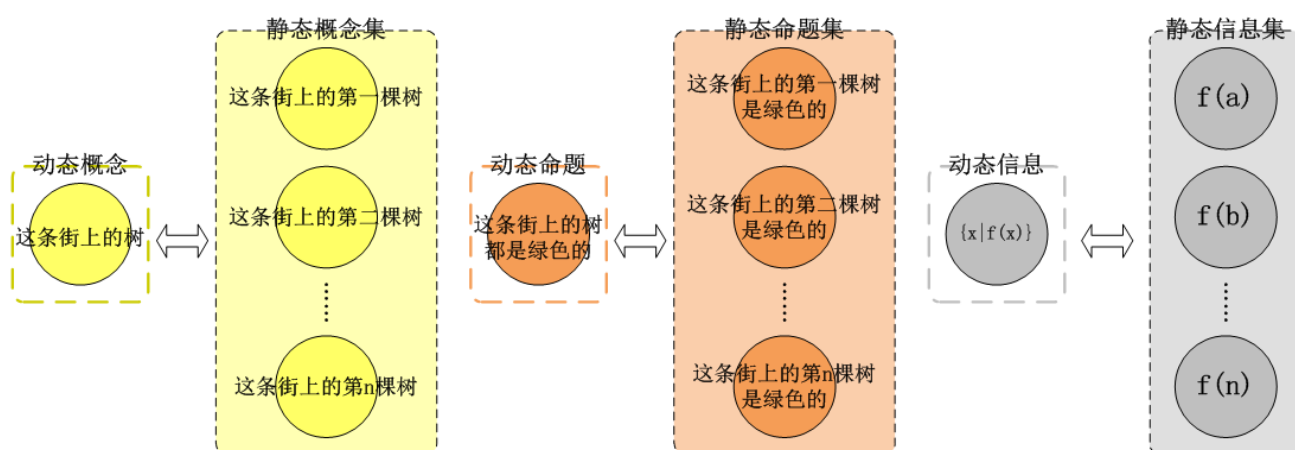 静态概念集
这条街上的第一棵树
动态概念
这条街上的树
这条街上的第二棵树
……
这条街上的第n棵树
静态命题集
这条街上的第一棵树
是绿色的
动态命题
这条街上的树
都是绿色的
这条街上的第二棵树
是绿色的
……
这条街上的第n棵树
是绿色的
静态信息集
f(a)
动态信息
{x|f(x)}
f(b)
……
f(n)